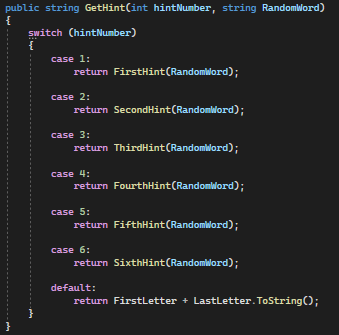 public string GetHint(int hintNumber, string RandomWord)
{
switch (hintNumber)
{
case 1:
return FirstHint(RandomWord);
case 2:
return SecondHint(RandomWord);
case 3:
return ThirdHint(RandomWord);
case 4:
return FourthHint(RandomWord);
case 5:
return FifthHint(RandomWord);
case 6:
return SixthHint(RandomWord);
default:
return FirstLetter + LastLetter.ToString();
}
}